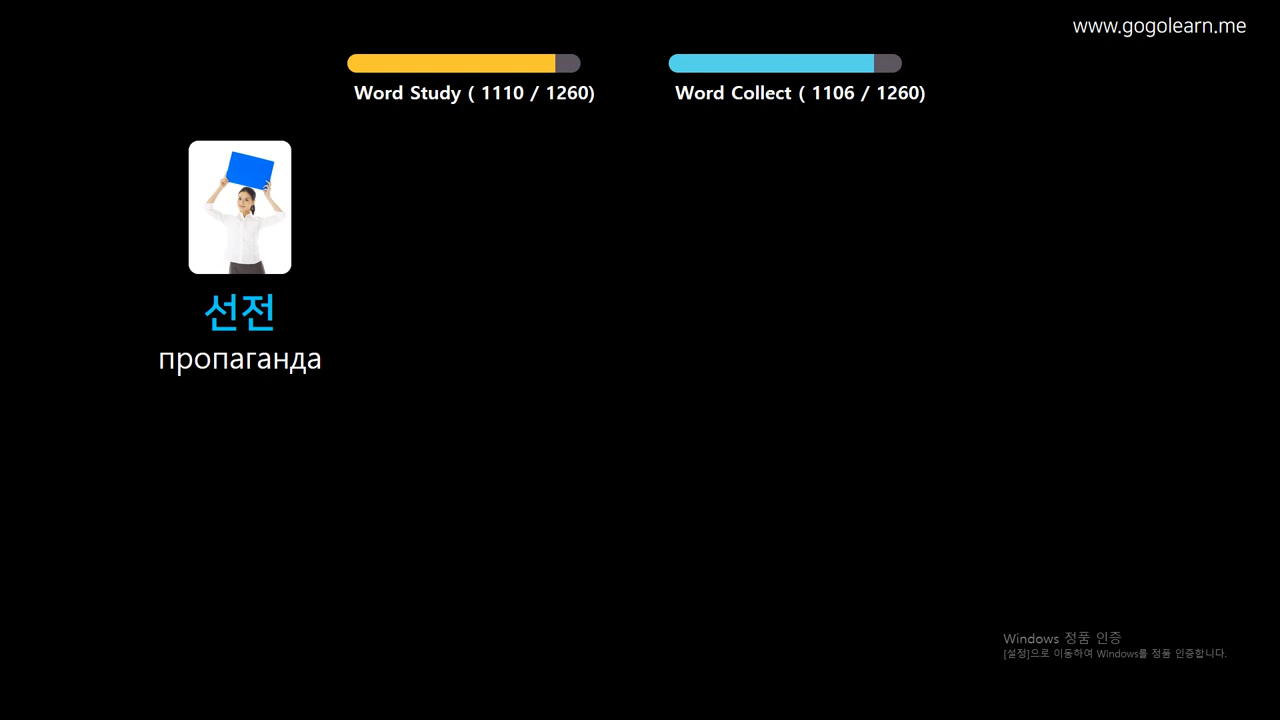 www.gogolearn.me
Word Study ( 1110 / 1260)
Word Collect ( 1106 / 1260)
선전
пропаганда
Windows 정품 인증
[설정]으로 이동하여 Windows를 정품 인증합니다.